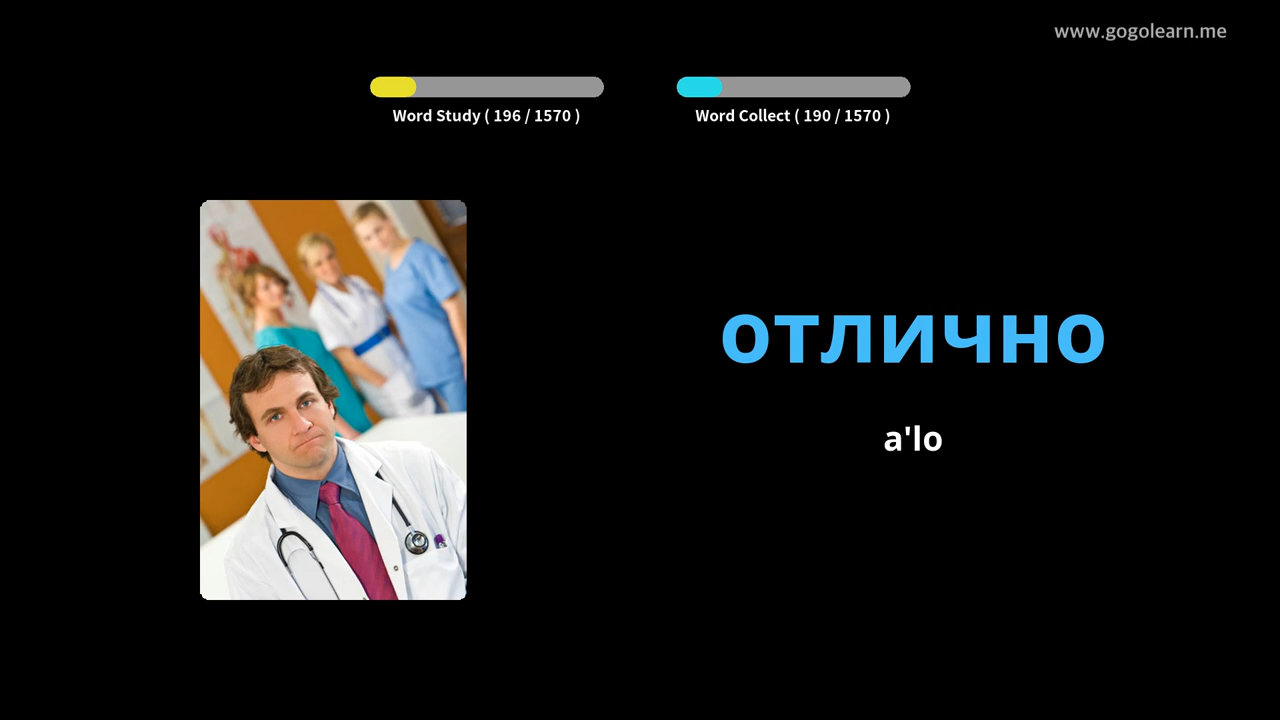 www.gogolearn.me
Word Study ( 196 / 1570 )
Word Collect ( 190 / 1570 )
отлично
a'lo